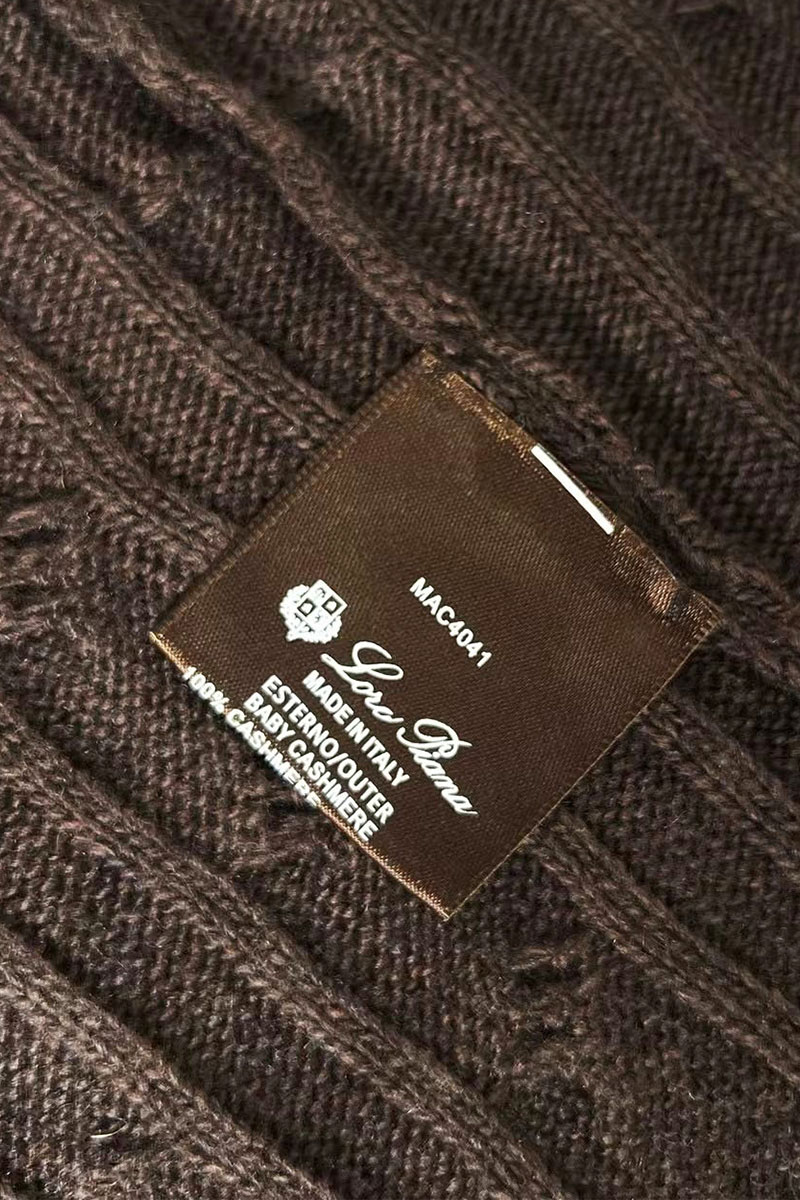 MAC4041
Loro Piana
MADE IN ITALY
ESTERNO/OUTER
BABY CASHMERE
100% CASHMERE